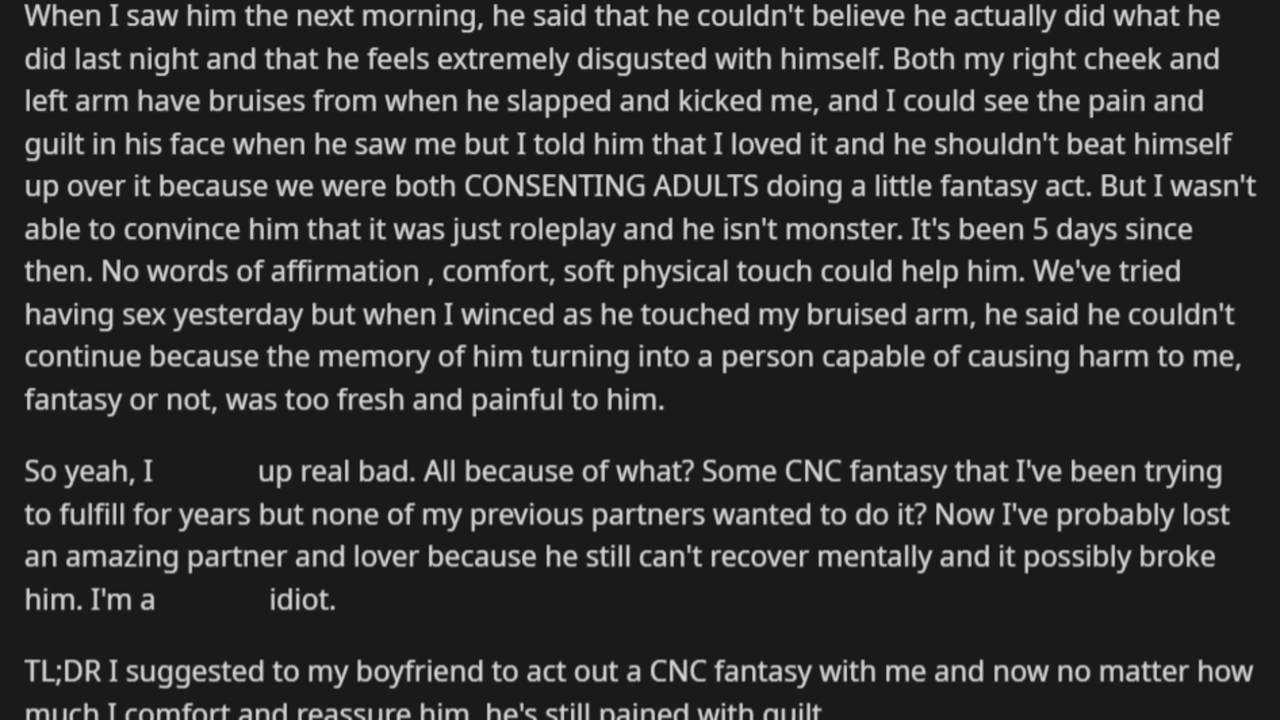 When I saw him the next morning, he said that he couldn't believe he actually did what he
did last night and that he feels extremely disgusted with himself. Both my right cheek and
left arm have bruises from when he slapped and kicked me, and I could see the pain and
guilt in his face when he saw me but I told him that I loved it and he shouldn't beat himself
up over it because we were both CONSENTING ADULTS doing a little fantasy act. But I wasn't
able to convince him that it was just roleplay and he isn't monster. It's been 5 days since
then. No words of affirmation , comfort, soft physical touch could help him. We've tried
having sex yesterday but when I winced as he touched my bruised arm, he said he couldn't
continue because the memory of him turning into a person capable of causing harm to me,
fantasy or not, was too fresh and painful to him.
So yeah, I up real bad. All because of what? Some CNC fantasy that I've been trying
to fulfill for years but none of my previous partners wanted to do it? Now I've probably lost
an amazing partner and lover because he still can't recover mentally and it possibly broke
him. I'm a idiot.
TL;DR I suggested to my boyfriend to act out a CNC fantasy with me and now no matter how
much I comfort and reassure him, he's still pained with guilt